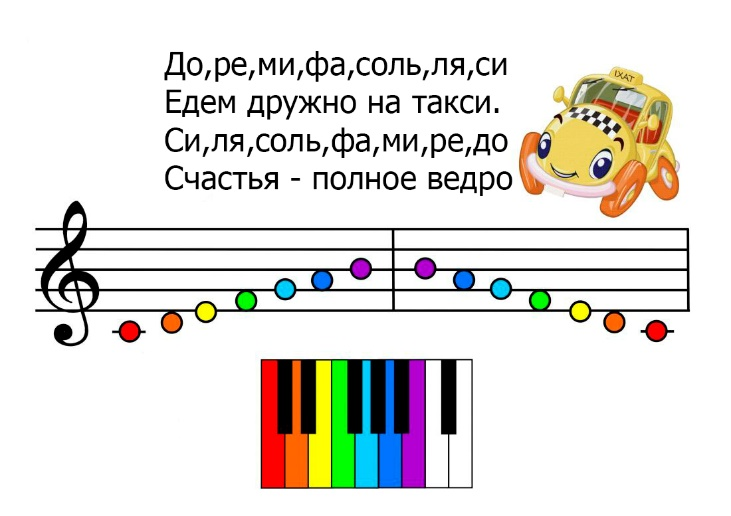 До,ре,ми,фа,соль,ля,си
Едем дружно на такси.
Си,ля,соль,фа,ми,ре,до
Счастья - полное ведро
TAXI